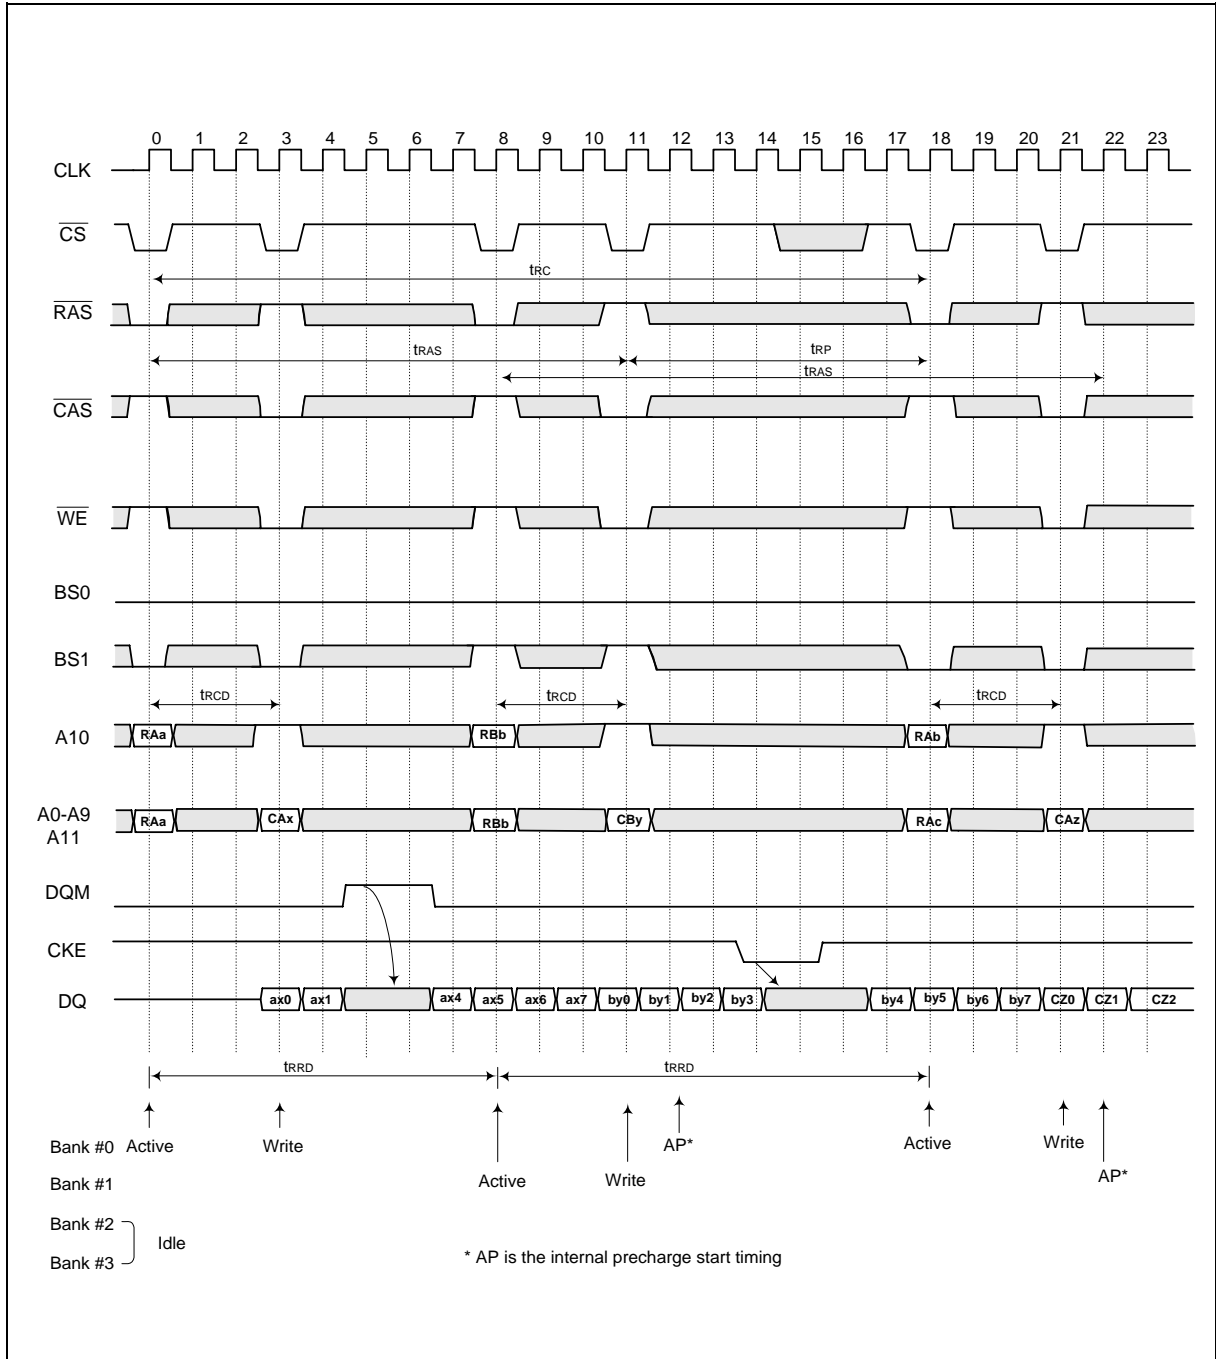 0 1 2 3 4 5 6 7 8 9 10 11 12 13 14 15 16 17 18 19 20 21 22 23
CLK
CS
tRC
RAS
tRAS tRP
tRAS
CAS
WE
BS0
BS1
tRCD tRCD tRCD
A10 RAa RBb RAb
A0-A9
A11
RAa CAx RBb CBy RAc CAz
DQM
CKE
DQ ax0 ax1 ax4 ax5 ax6 ax7 by0 by1 by2 by3 by4 by5 by6 by7 CZ0 CZ1 CZ2
tRRD tRRD
Bank #0 Active Write AP* Active Write
Bank #1 Active Write AP*
Bank #2
Idle
Bank #3
* AP is the internal precharge start timing